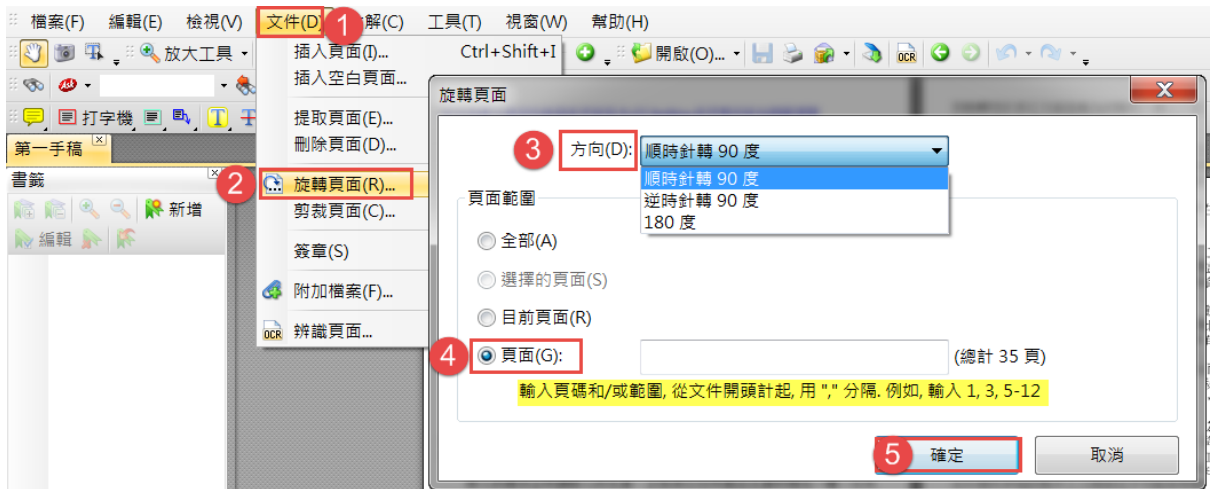 檔案(F) 編輯(E) 檢視(V) 文件(D) 1 解(C) 工具(T) 視窗(W) 幫助(H)
放大工具 插入頁面(I)... Ctrl+Shift+I 開啟(O)... OCR
插入空白頁面...
打字機 T 提取頁面(E)...
第一手稿 刪除頁面(D)...
書籤 2 旋轉頁面(R)...
新增 剪裁頁面(C)...
編輯 簽章(S)
附加檔案(F)...
OCR 辨識頁面...
旋轉頁面 X
3 方向(D): 順時針轉 90 度
順時針轉 90 度
逆時針轉 90 度
180 度
頁面範圍
全部(A)
選擇的頁面(S)
目前頁面(R)
4 頁面(G): (總計 35 頁)
輸入頁碼和/或範圍, 從文件開頭計起, 用 "," 分隔. 例如, 輸入 1, 3, 5-12
5 確定 取消